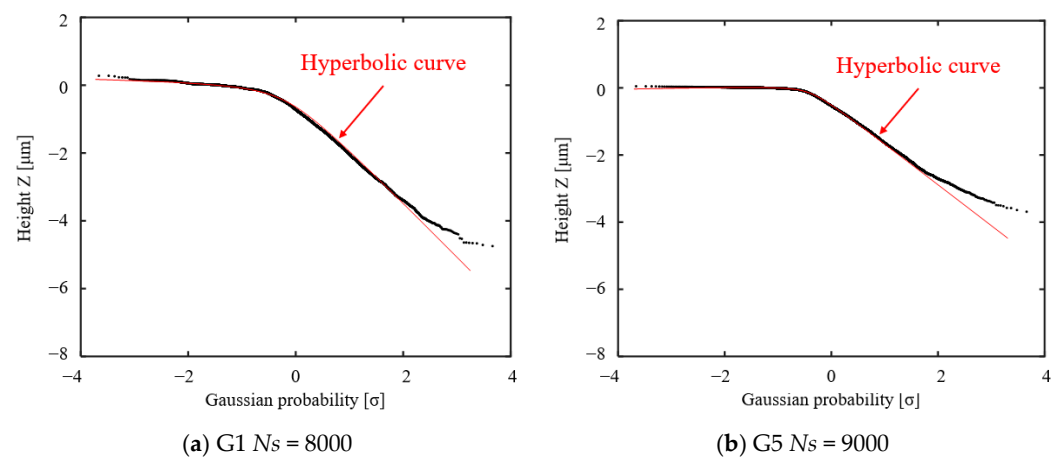 2
0
−2
−4
−6
−8
Height Z [μm]
Hyperbolic curve
−4
−2
0
2
4
Gaussian probability [σ]
(a) G1 Ns = 8000
2
0
−2
−4
−6
−8
Height Z [μm]
Hyperbolic curve
−4
−2
0
2
4
Gaussian probability [σ]
(b) G5 Ns = 9000